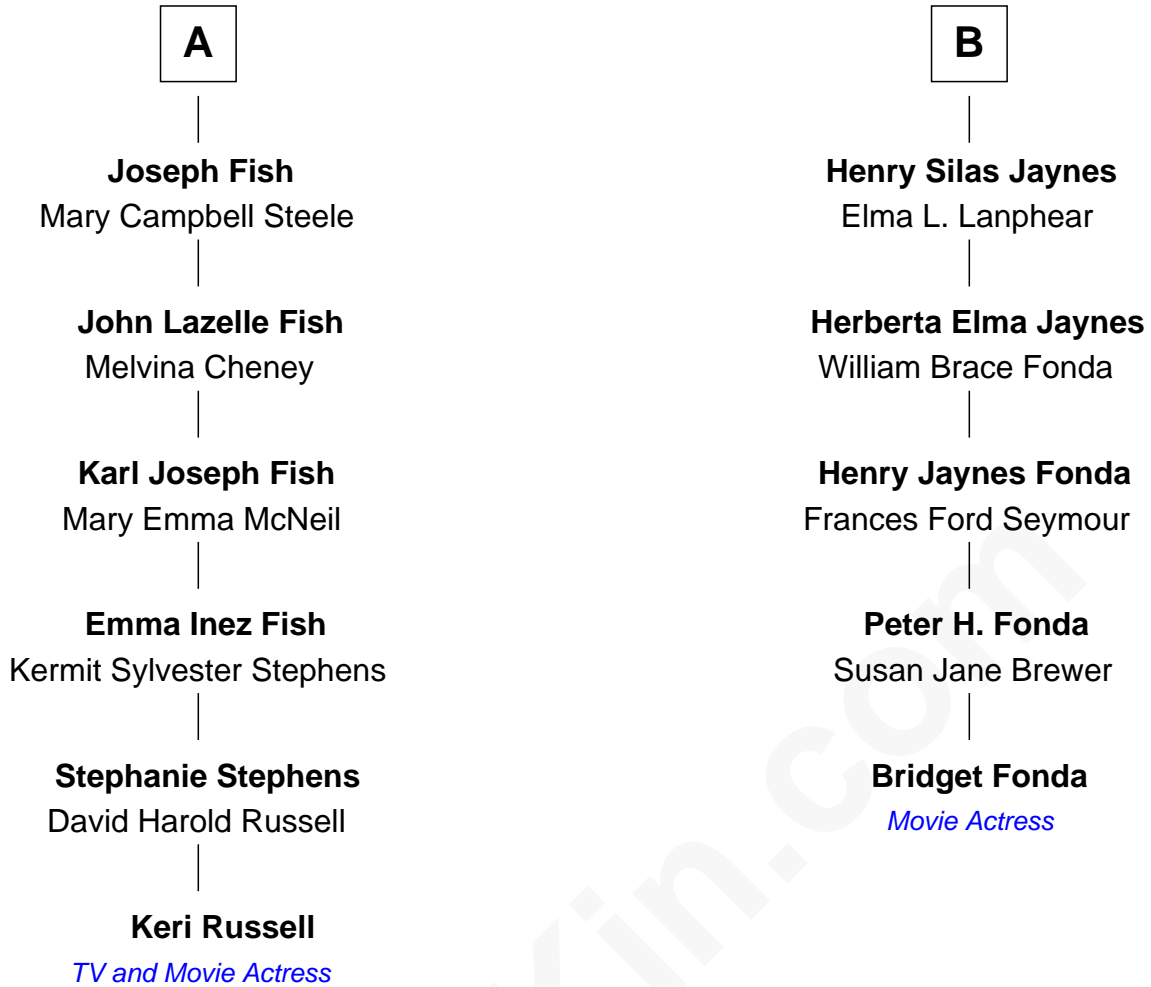 A
Joseph Fish
Mary Campbell Steele
John Lazelle Fish
Melvina Cheney
Karl Joseph Fish
Mary Emma McNeil
Emma Inez Fish
Kermit Sylvester Stephens
Stephanie Stephens
David Harold Russell
Keri Russell
TV and Movie Actress
B
Henry Silas Jaynes
Elma L. Lanphear
Herberta Elma Jaynes
William Brace Fonda
Henry Jaynes Fonda
Frances Ford Seymour
Peter H. Fonda
Susan Jane Brewer
Bridget Fonda
Movie Actress
Kin.com